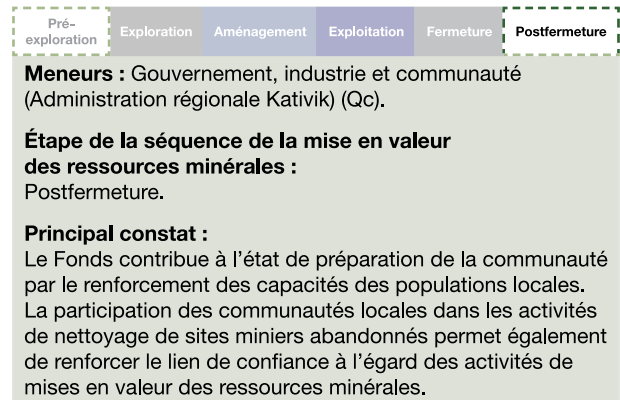 Pré-
exploration
Exploration
Aménagement
Exploitation
Fermeture
Postfermeture
Meneurs : Gouvernement, industrie et communauté
(Administration régionale Kativik) (Qc).
Étape de la séquence de la mise en valeur
des ressources minérales :
Postfermeture.
Principal constat :
Le Fonds contribue à l'état de préparation de la communauté
par le renforcement des capacités des populations locales.
La participation des communautés locales dans les activités
de nettoyage de sites miniers abandonnés permet également
de renforcer le lien de confiance à l'égard des activités de
mises en valeur des ressources minérales.